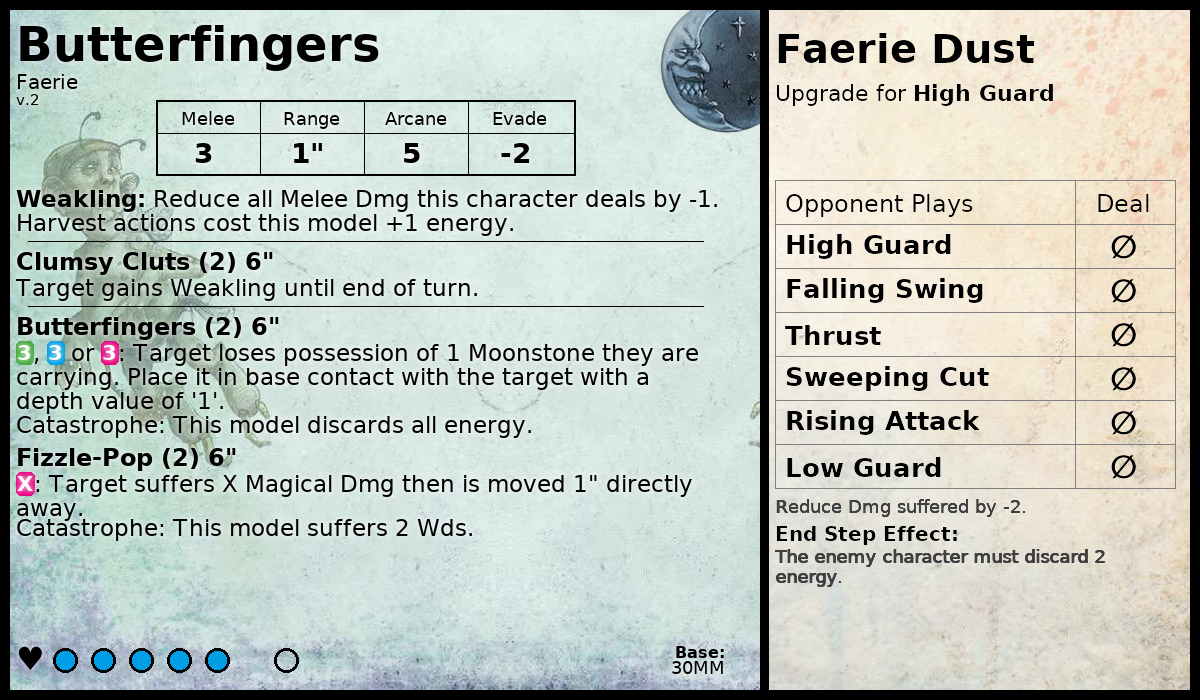 Butterfingers
Faerie
v.2
Melee Range Arcane Evade
3 1" 5 -2
Weakling: Reduce all Melee Dmg this character deals by -1.
Harvest actions cost this model +1 energy.
Clumsy Cluts (2) 6"
Target gains Weakling until end of turn.
Butterfingers (2) 6"
3, 3 or 3: Target loses possession of 1 Moonstone they are
carrying. Place it in base contact with the target with a
depth value of '1'.
Catastrophe: This model discards all energy.
Fizzle-Pop (2) 6"
X: Target suffers X Magical Dmg then is moved 1" directly
away.
Catastrophe: This model suffers 2 Wds.
Base:
30MM
Faerie Dust
Upgrade for High Guard
Opponent Plays Deal
High Guard ∅
Falling Swing ∅
Thrust ∅
Sweeping Cut ∅
Rising Attack ∅
Low Guard ∅
Reduce Dmg suffered by -2.
End Step Effect:
The enemy character must discard 2
energy.